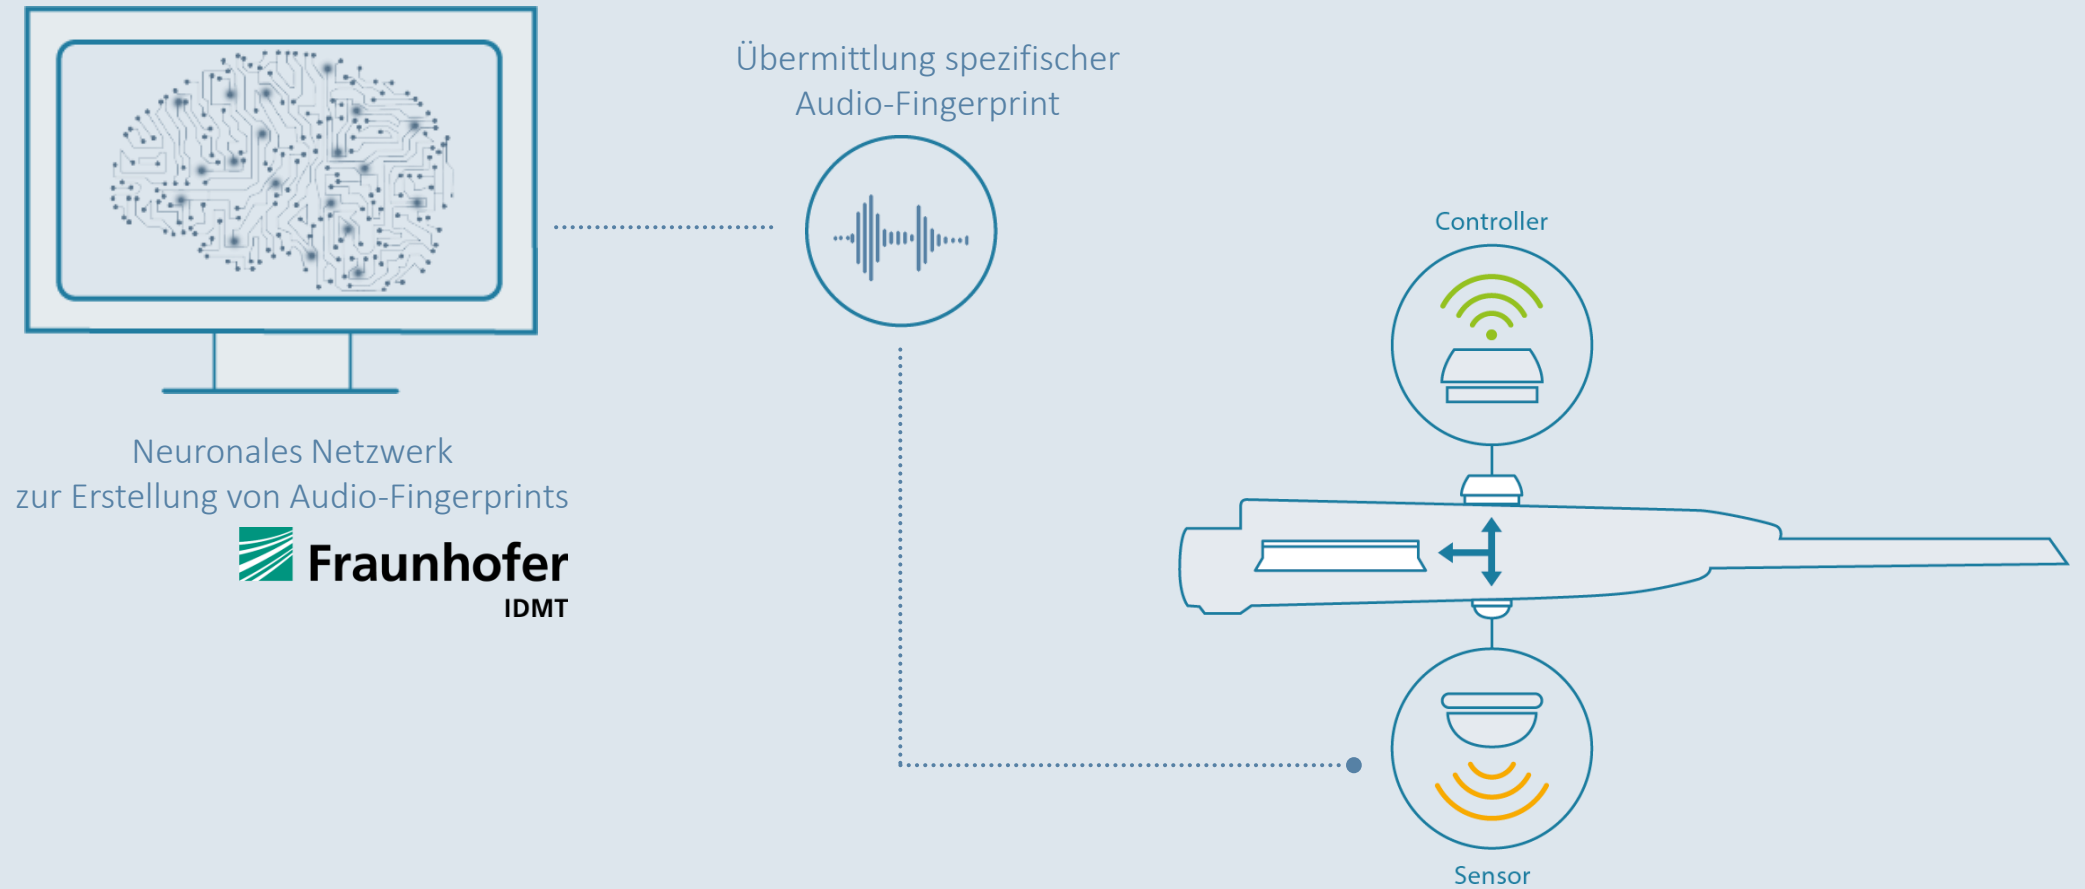 Übermittlung spezifischer
Audio-Fingerprint
Controller
Neuronales Netzwerk
zur Erstellung von Audio-Fingerprints
Fraunhofer
IDMT
Sensor